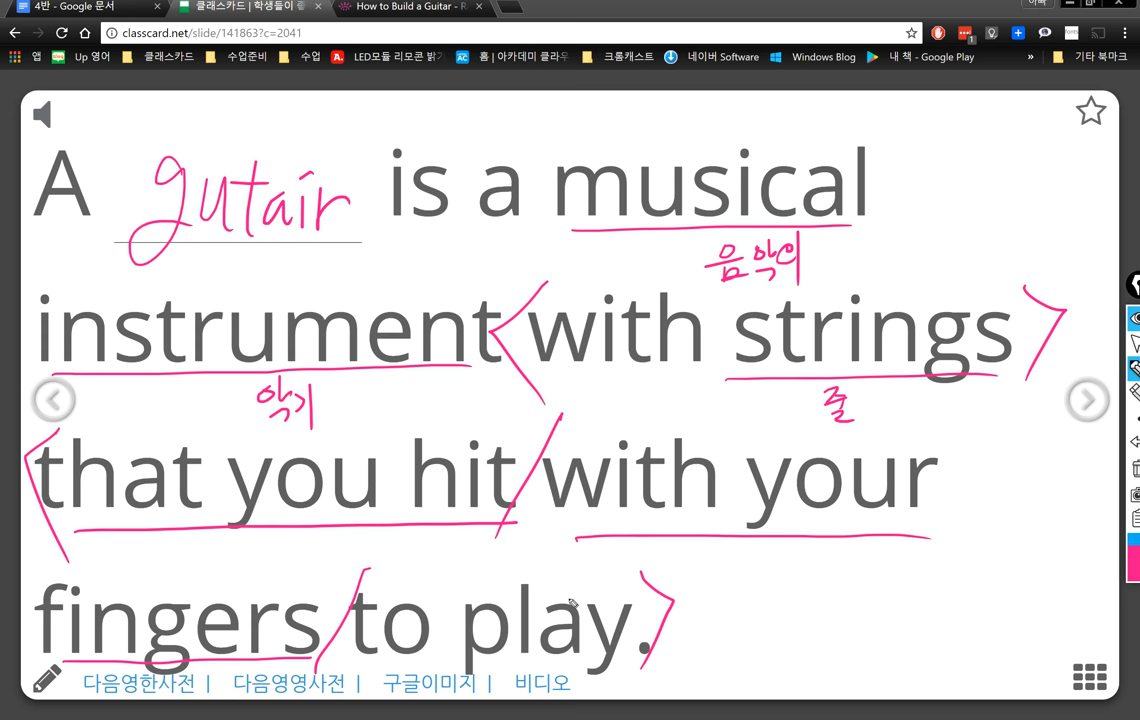 4반 - Google 문서
클래스카드 | 학생들이 좋
How to Build a Guitar - R
classcard.net/slide/141863?c=2041
앱 Up 영어 클래스카드 수업준비 수업 LED모듈 리모콘 밝기 홈 | 아카데미 클라우 크롬캐스트 네이버 Software Windows Blog 내 책 - Google Play » 기타 북마크
A gutair is a musical
음악의
instrument with strings
악기 줄
that you hit with your
fingers to play.
다음영한사전 | 다음영영사전 | 구글이미지 | 비디오